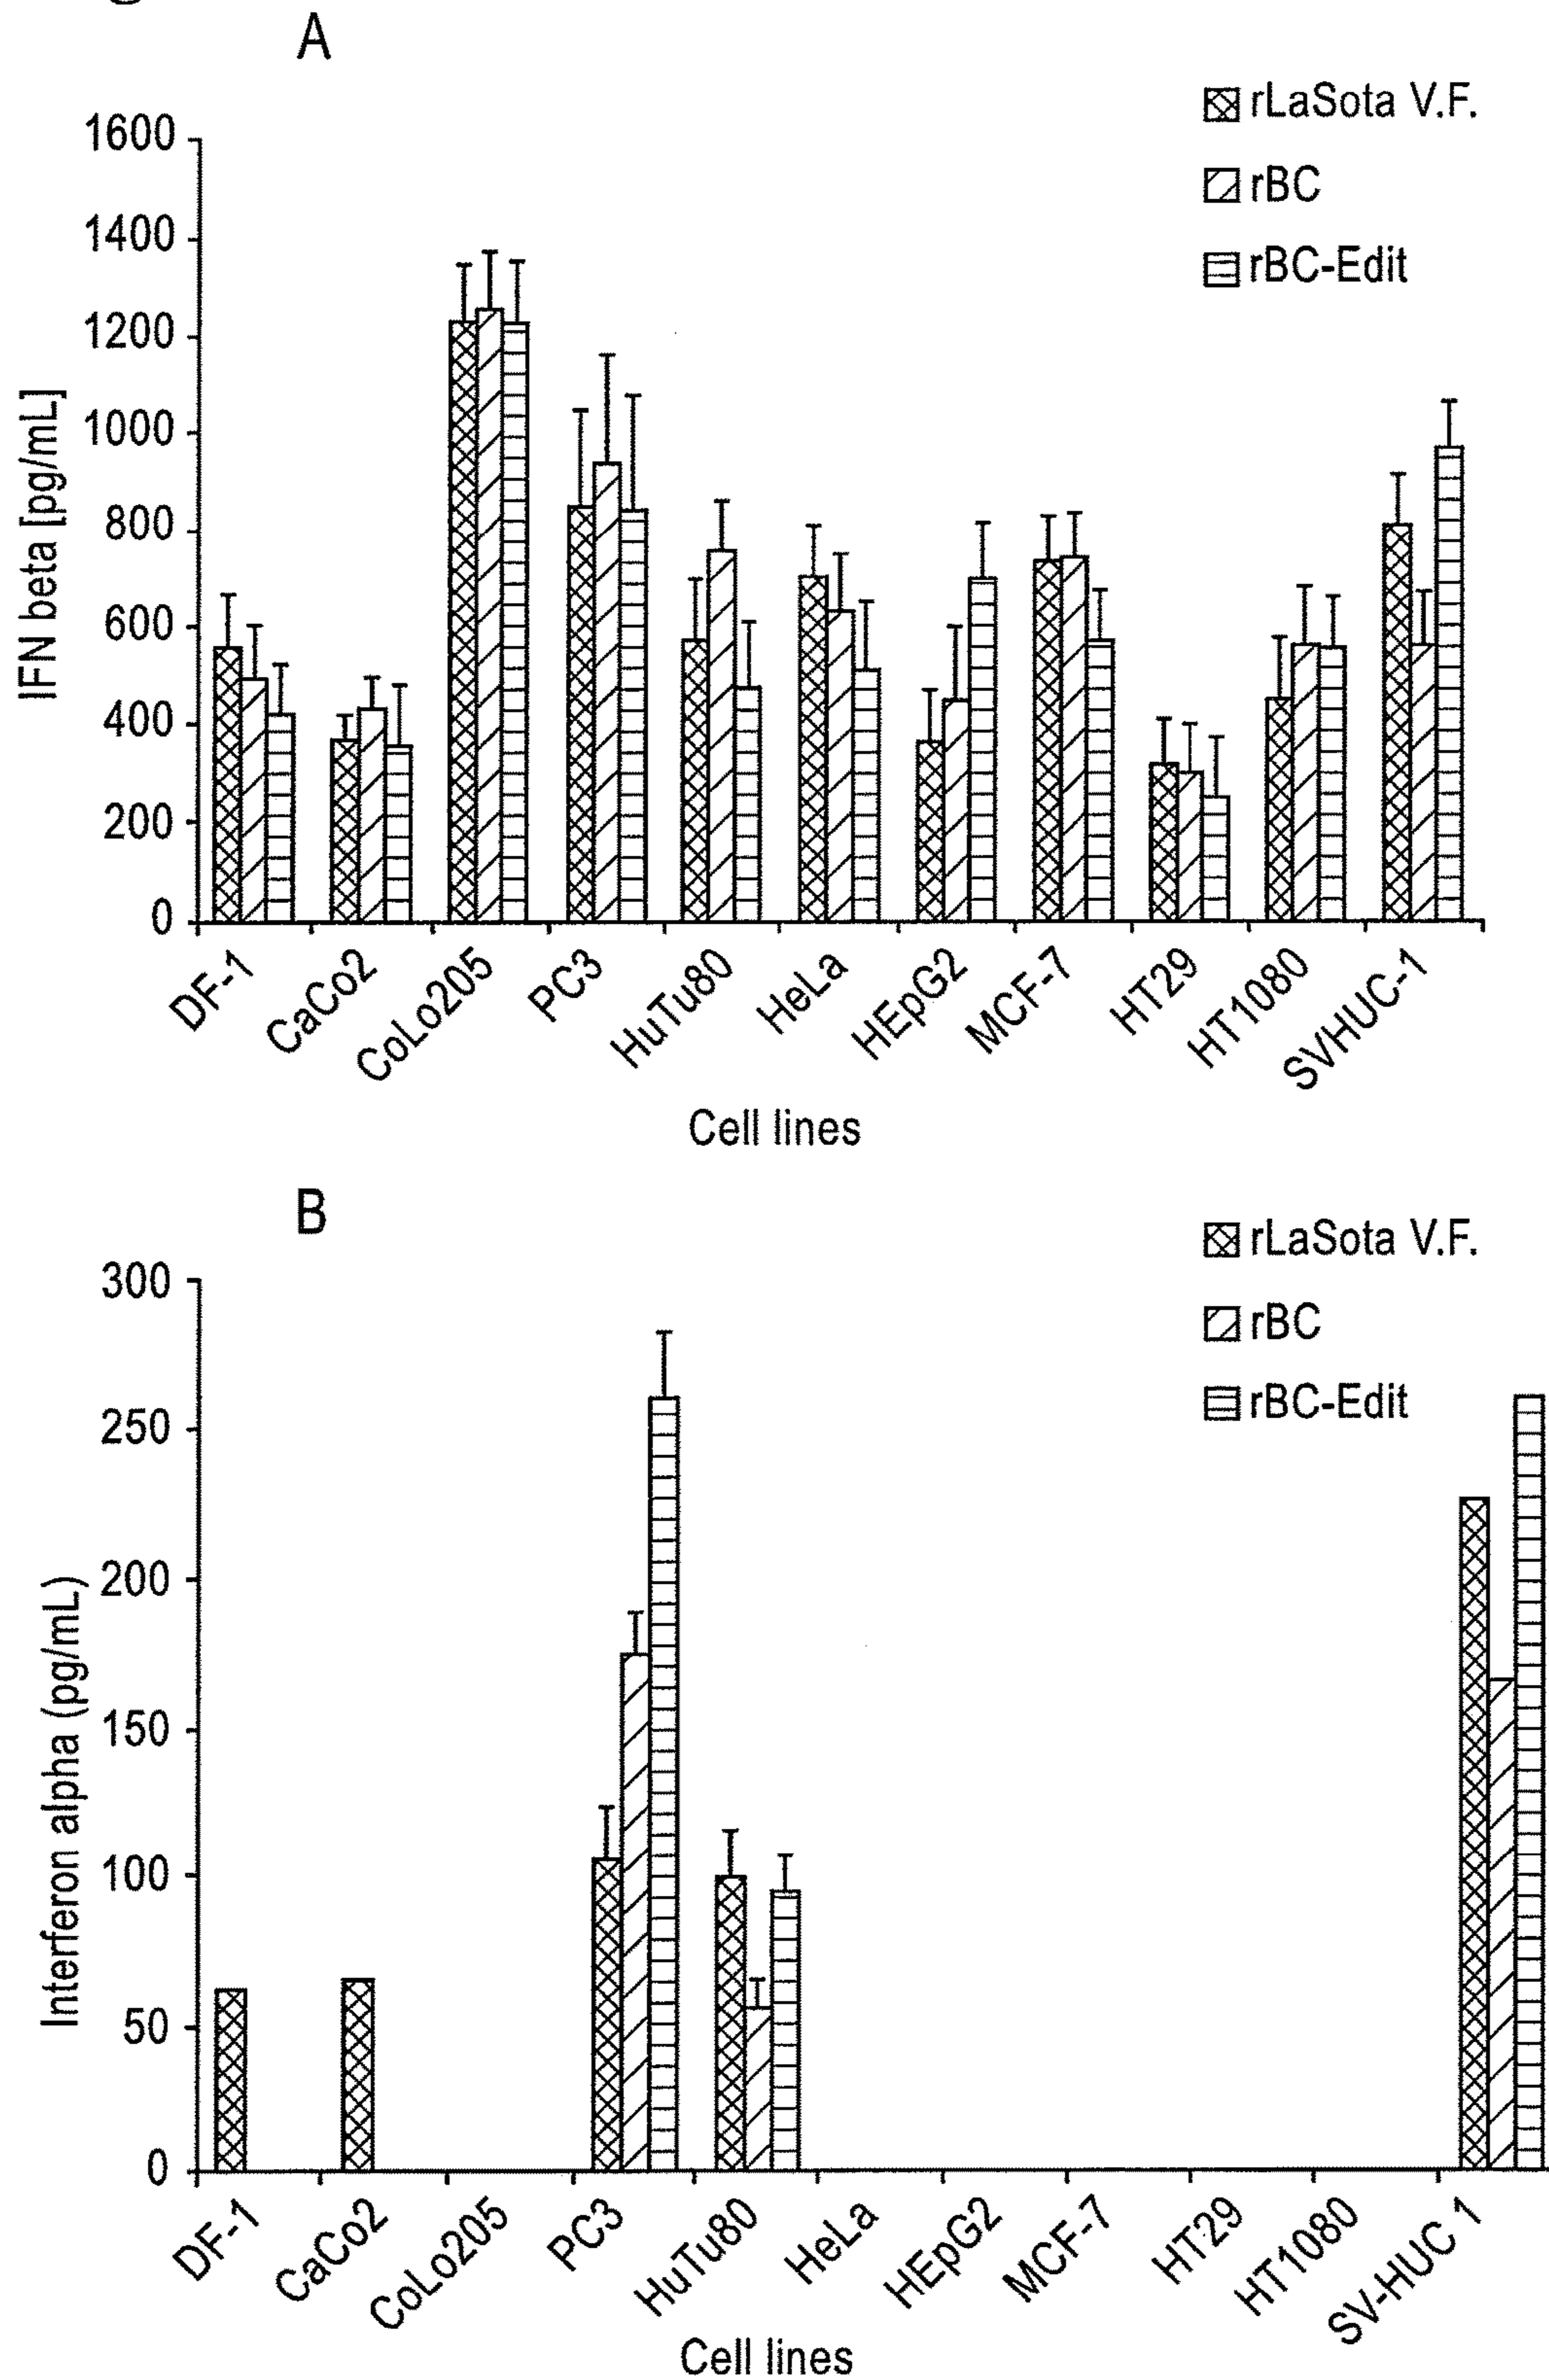 A
rLaSota V.F.
rBC
rBC-Edit
1600
1400
1200
1000
800
600
400
200
0
IFN beta [pg/mL]
DF-1
CaCo2
CoLo205
PC3
HuTu80
HeLa
HEpG2
MCF-7
HT29
HT1080
SVHUC-1
Cell lines
B
rLaSota V.F.
rBC
rBC-Edit
300
250
200
150
100
50
0
Interferon alpha (pg/mL)
DF-1
CaCo2
CoLo205
PC3
HuTu80
HeLa
HEpG2
MCF-7
HT29
HT1080
SV-HUC 1
Cell lines